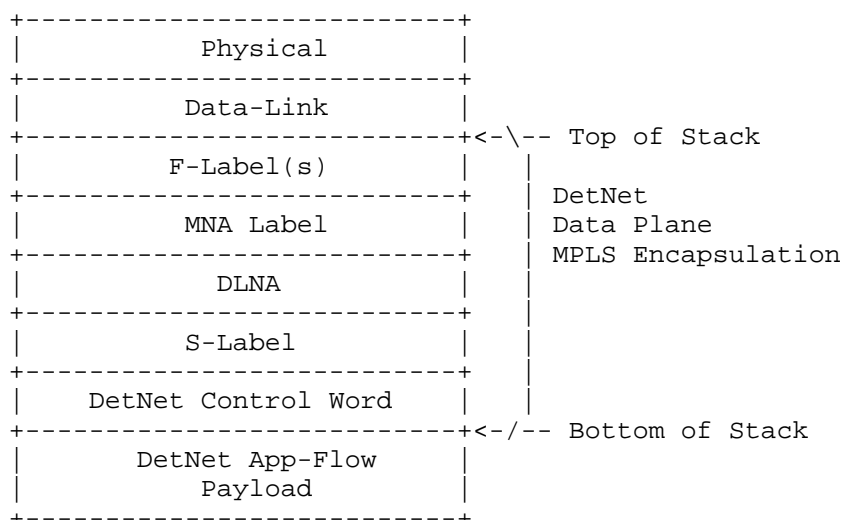 Physical
Data-Link
<-\-- Top of Stack
F-Label(s)
DetNet
MNA Label Data Plane
MPLS Encapsulation
DLNA
S-Label
DetNet Control Word
<-/-- Bottom of Stack
DetNet App-Flow
Payload